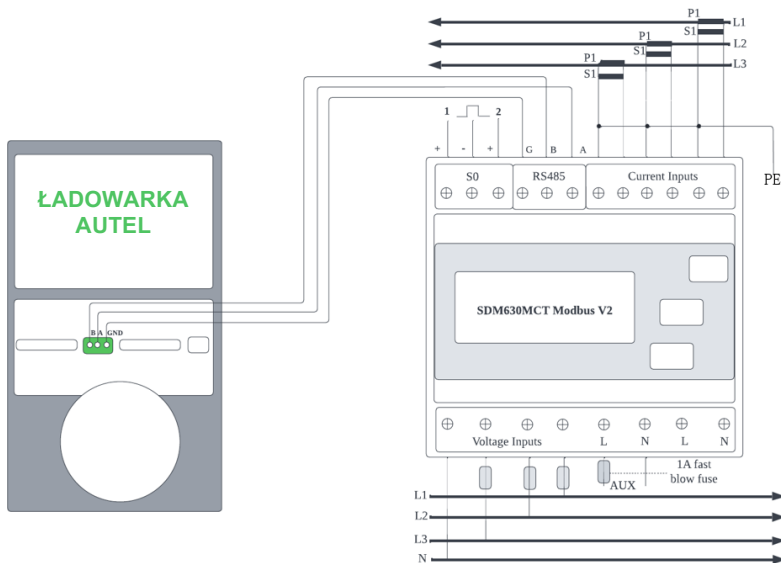 P1
L1
S1
P1
L2
S1
P1
L3
S1
1
2
+
-
+
G
B
A
S0
RS485
Current Inputs
PE
ŁADOWARKA
AUTEL
SDM630MCT Modbus V2
B A GND
Voltage Inputs
L
N
L
N
1A fast
blow fuse
AUX
L1
L2
L3
N